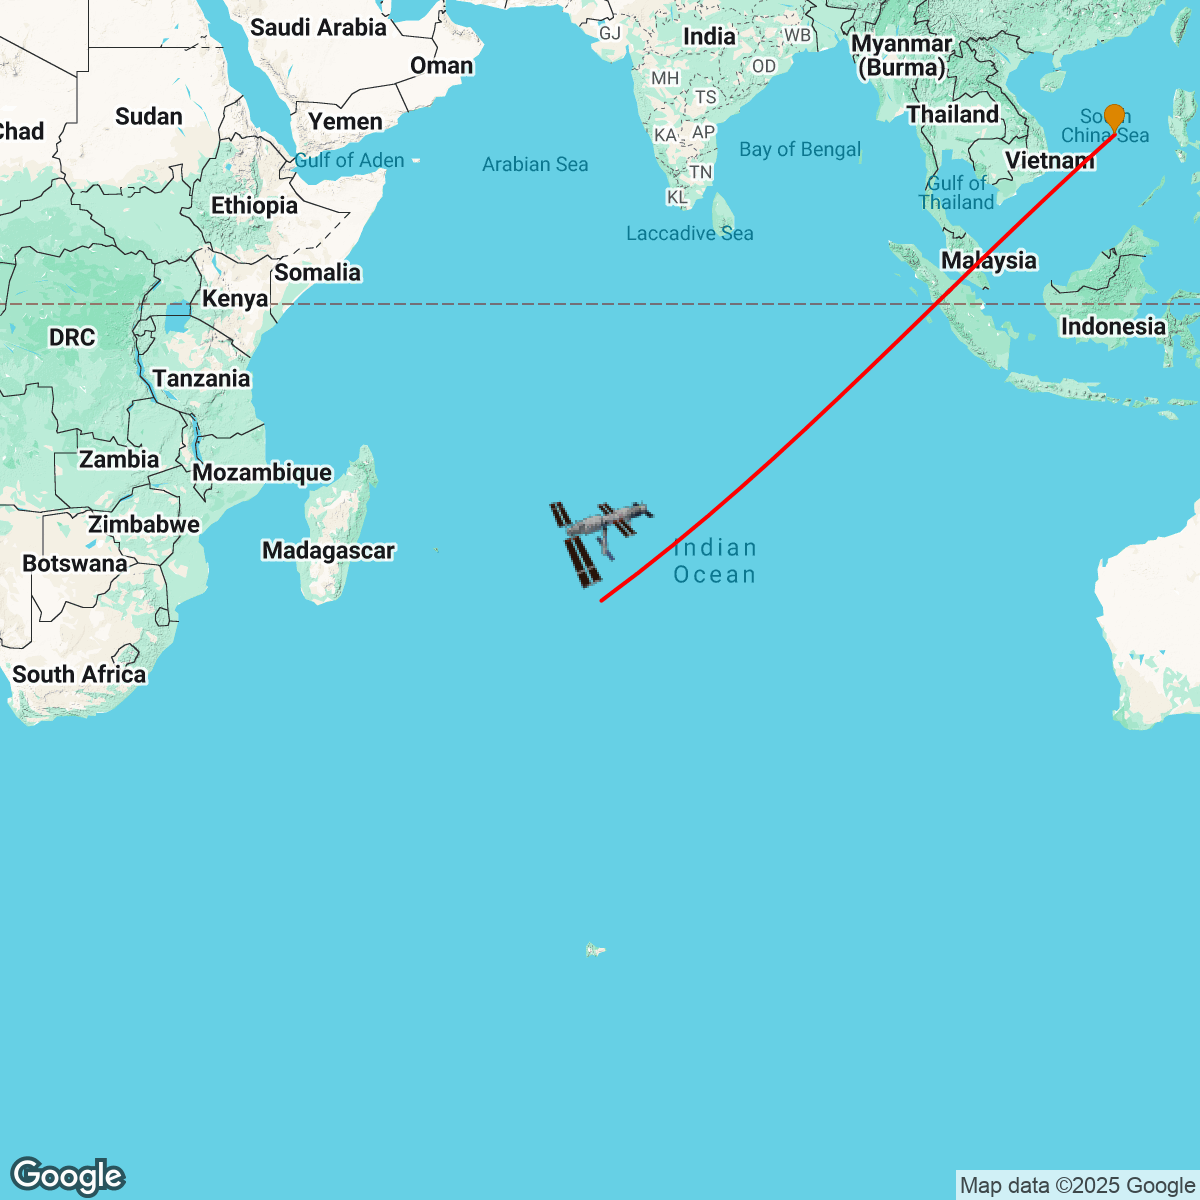 Saudi Arabia
GJ
India
WB
Myanmar
(Burma)
Oman
MH
OD
TS
Chad
Sudan
Yemen
Thailand
South
China Sea
KA
AP
Gulf of Aden
Arabian Sea
Bay of Bengal
Vietnam
TN
KL
Gulf of
Thailand
Ethiopia
Laccadive Sea
Malaysia
Somalia
Kenya
Indonesia
DRC
Tanzania
Zambia
Mozambique
Zimbabwe
Madagascar
Botswana
Indian
Ocean
South Africa
Google
Map data ©2025 Google